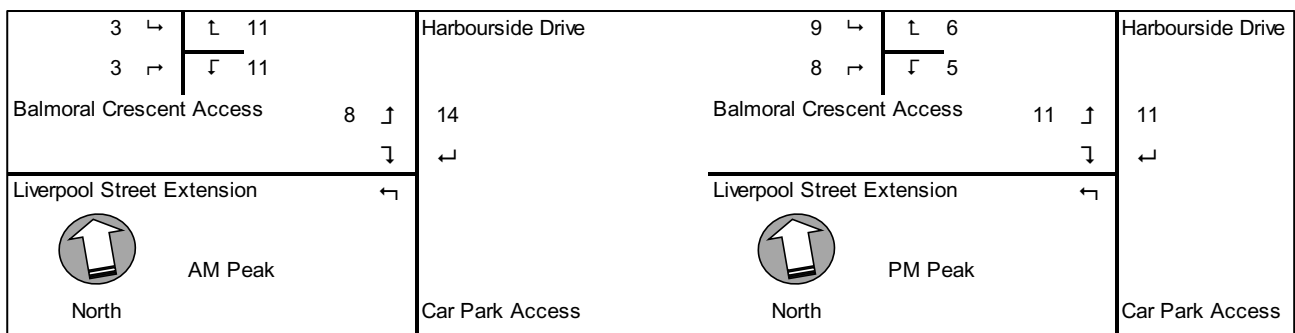 3 ↳ ↥ 11 Harbourside Drive 9 ↳ ↥ 6 Harbourside Drive
3 ↱ ↧ 11 8 ↱ ↧ 5
Balmoral Crescent Access 8 14 Balmoral Crescent Access 11 11
Liverpool Street Extension Liverpool Street Extension
AM Peak PM Peak
North Car Park Access North Car Park Access